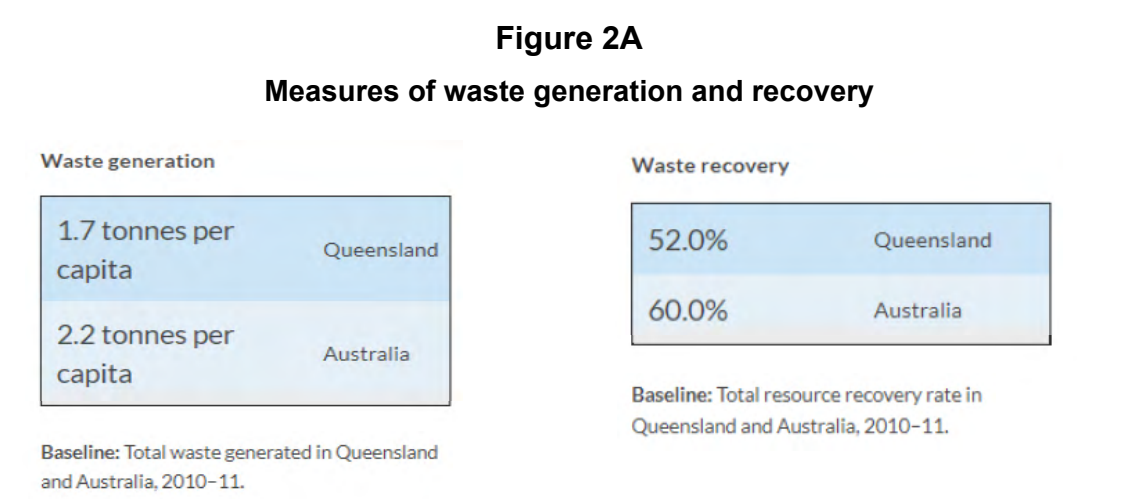 Figure 2A
Measures of waste generation and recovery
Waste generation
1.7 tonnes per
capita
Queensland
2.2 tonnes per
capita
Australia
Baseline: Total waste generated in Queensland
and Australia, 2010–11.
Waste recovery
52.0% Queensland
60.0% Australia
Baseline: Total resource recovery rate in
Queensland and Australia, 2010–11.